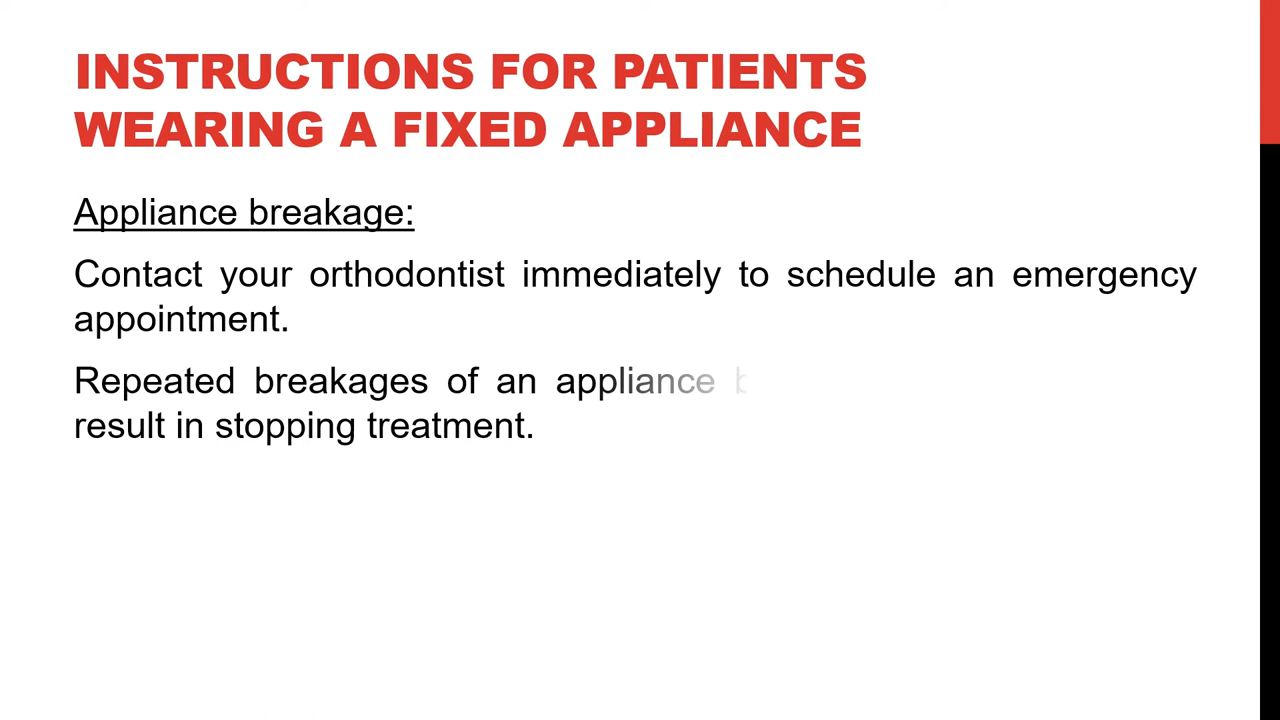 INSTRUCTIONS FOR PATIENTS
WEARING A FIXED APPLIANCE
Appliance breakage:
Contact your orthodontist immediately to schedule an emergency
appointment.
Repeated breakages of an appliance
result in stopping treatment.